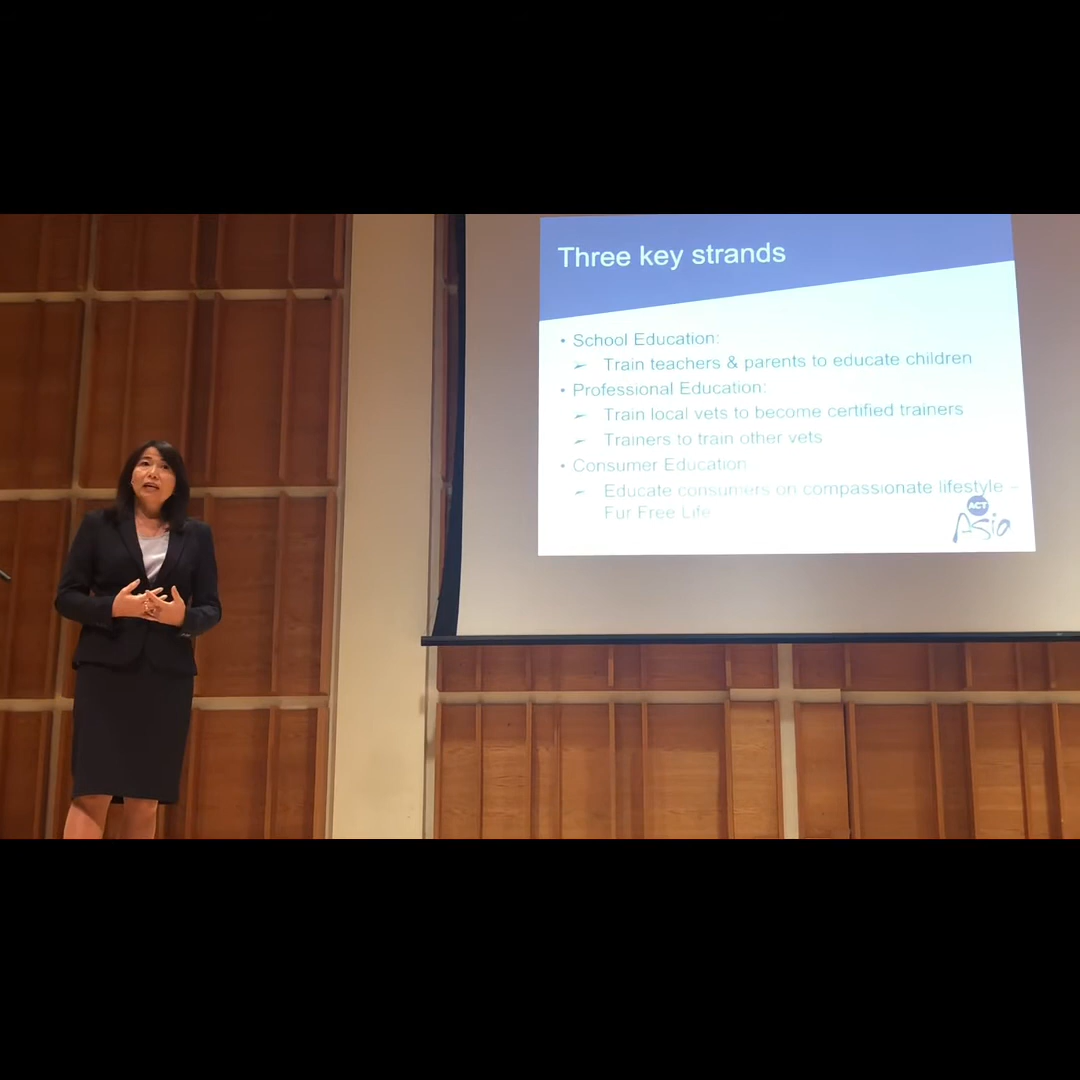 Three key strands
• School Education:
➢ Train teachers & parents to educate children
• Professional Education:
➢ Train local vets to become certified trainers
➢ Trainers to train other vets
• Consumer Education
➢ Educate consumers on compassionate lifestyle –
Fur Free Life
ACT
Asia